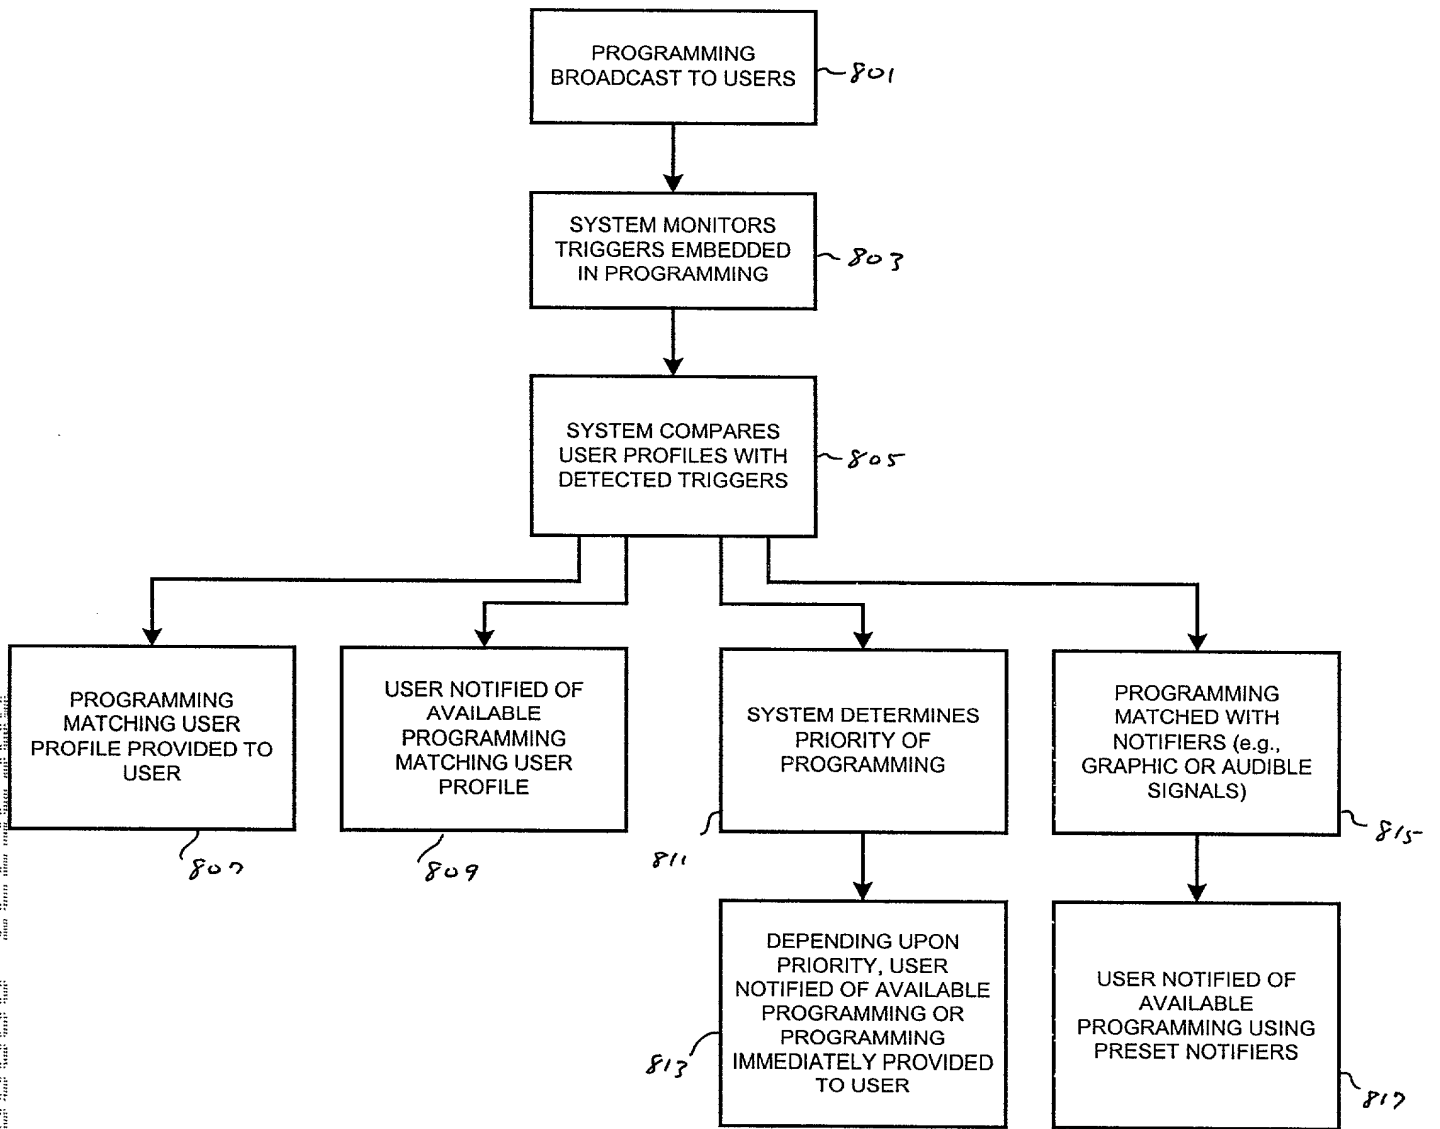 PROGRAMMING
BROADCAST TO USERS
801
SYSTEM MONITORS
TRIGGERS EMBEDDED
IN PROGRAMMING
803
SYSTEM COMPARES
USER PROFILES WITH
DETECTED TRIGGERS
805
PROGRAMMING
MATCHING USER
PROFILE PROVIDED TO
USER
807
USER NOTIFIED OF
AVAILABLE
PROGRAMMING
MATCHING USER
PROFILE
809
SYSTEM DETERMINES
PRIORITY OF
PROGRAMMING
811
PROGRAMMING
MATCHED WITH
NOTIFIERS (e.g.,
GRAPHIC OR AUDIBLE
SIGNALS)
815
DEPENDING UPON
PRIORITY, USER
NOTIFIED OF AVAILABLE
PROGRAMMING OR
PROGRAMMING
IMMEDIATELY PROVIDED
TO USER
813
USER NOTIFIED OF
AVAILABLE
PROGRAMMING USING
PRESET NOTIFIERS
817